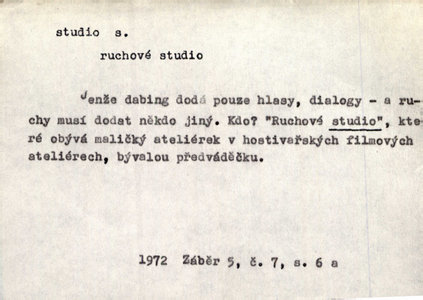 studio s.
ruchové studio
Jenže dabing dodá pouze hlasy, dialogy - a ru-
chy musí dodat někdo jiný. Kdo? "Ruchové studio", kte
ré obývá maličký ateliérek v hostivařských filmových
ateliérech, bývalou předváděčku.
1972 Záběr 5, č. 7, s. 6 a